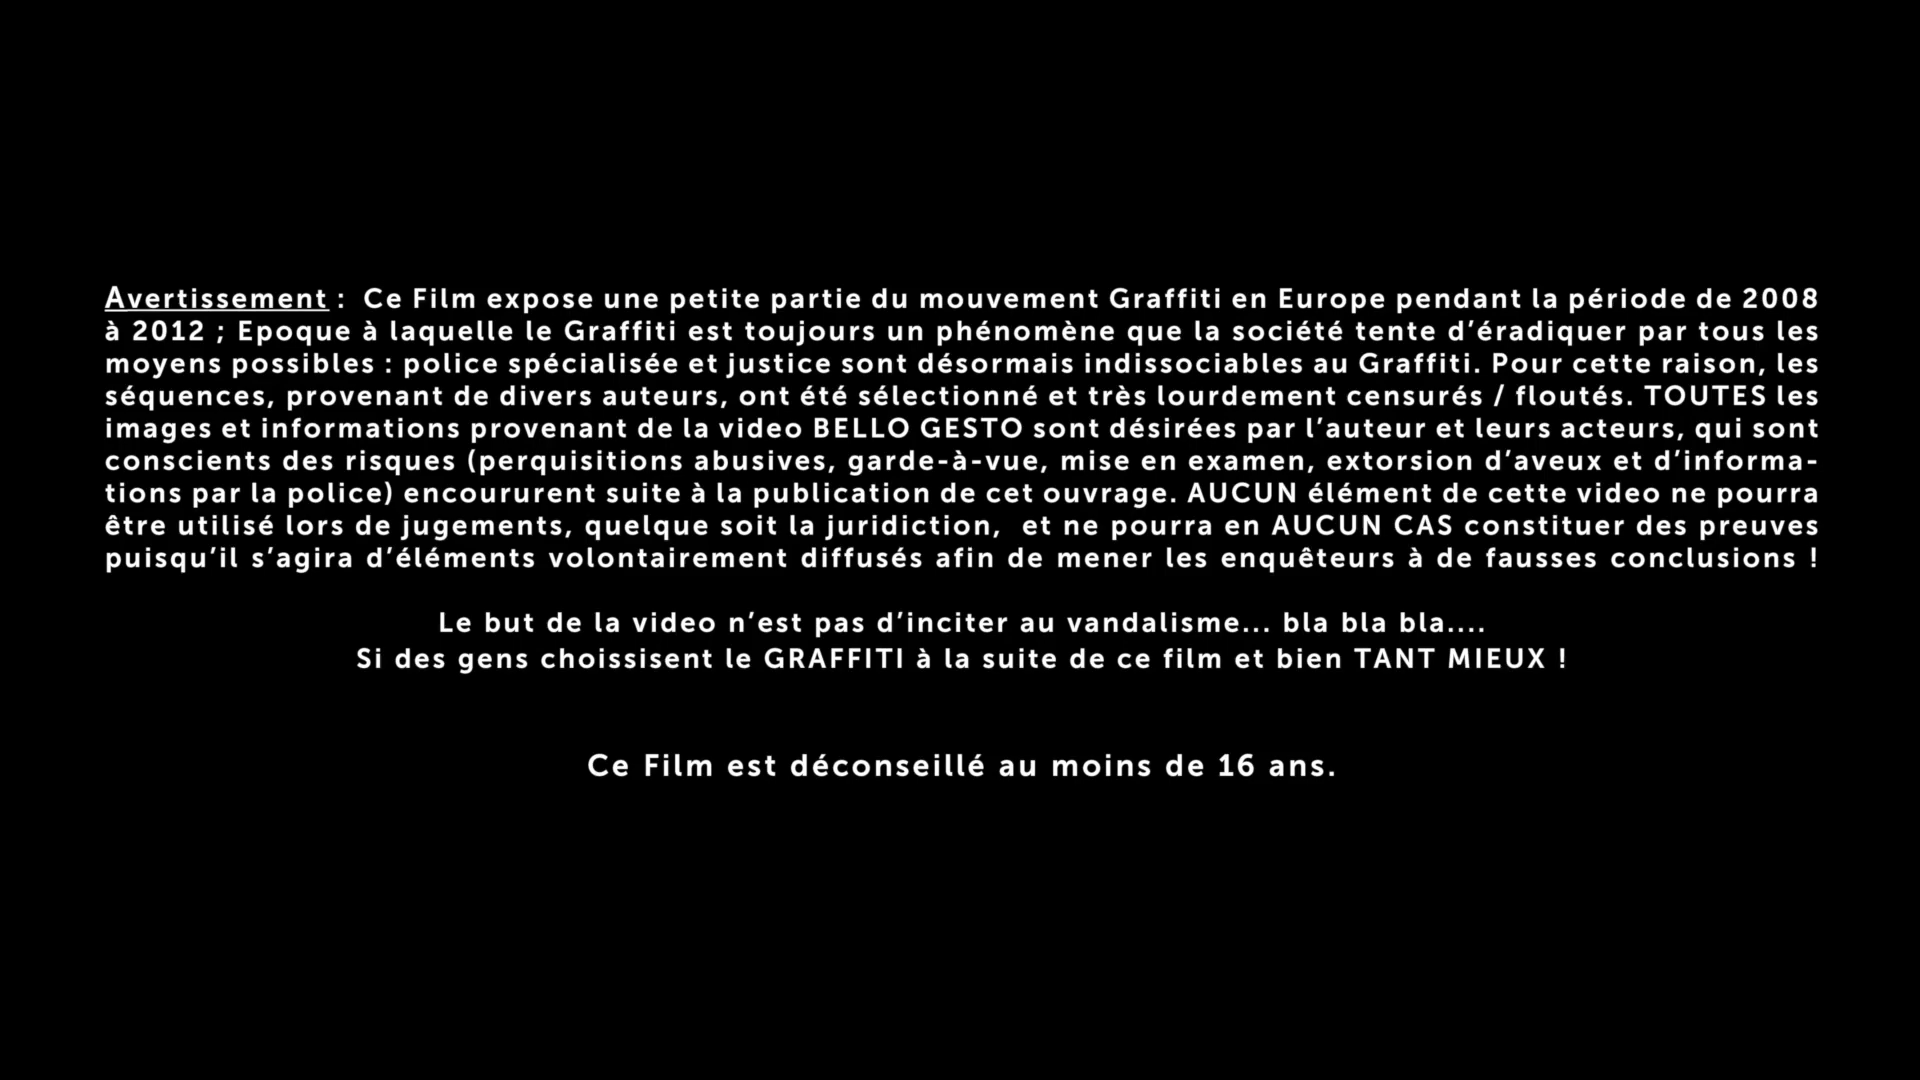 Avertissement : Ce Film expose une petite partie du mouvement Graffiti en Europe pendant la période de 2008
à 2012 ; Epoque à laquelle le Graffiti est toujours un phénomène que la société tente d’éradiquer par tous les
moyens possibles : police spécialisée et justice sont désormais indissociables au Graffiti. Pour cette raison, les
séquences, provenant de divers auteurs, ont été sélectionné et très lourdement censurés / floutés. TOUTES les
images et informations provenant de la video BELLO GESTO sont désirées par l’auteur et leurs acteurs, qui sont
conscients des risques (perquisitions abusives, garde-à-vue, mise en examen, extorsion d’aveux et d’informa-
tions par la police) encoururent suite à la publication de cet ouvrage. AUCUN élément de cette video ne pourra
être utilisé lors de jugements, quelque soit la juridiction, et ne pourra en AUCUN CAS constituer des preuves
puisqu’il s’agira d’éléments volontairement diffusés afin de mener les enquêteurs à de fausses conclusions !
Le but de la video n’est pas d’inciter au vandalisme... bla bla bla....
Si des gens choissisent le GRAFFITI à la suite de ce film et bien TANT MIEUX !
Ce Film est déconseillé au moins de 16 ans.